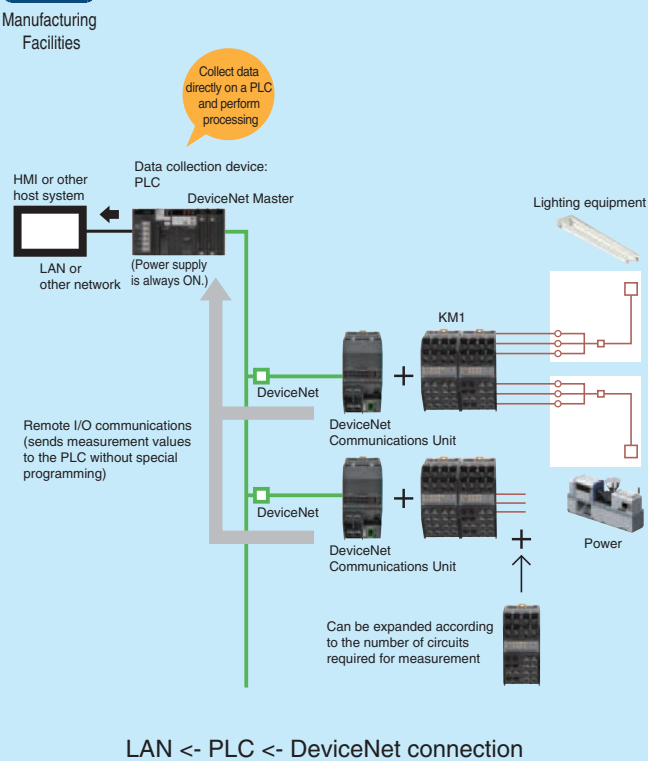 Manufacturing
Facilities
Collect data
directly on a PLC
and perform
processing
Data collection device:
PLC
HMI or other
host system
DeviceNet Master
Lighting equipment
LAN or
other network
(Power supply
is always ON.)
KM1
DeviceNet
DeviceNet
Communications Unit
Remote I/O communications
(sends measurement values
to the PLC without special
programming)
DeviceNet
DeviceNet
Communications Unit
Power
Can be expanded according
to the number of circuits
required for measurement
LAN <- PLC <- DeviceNet connection